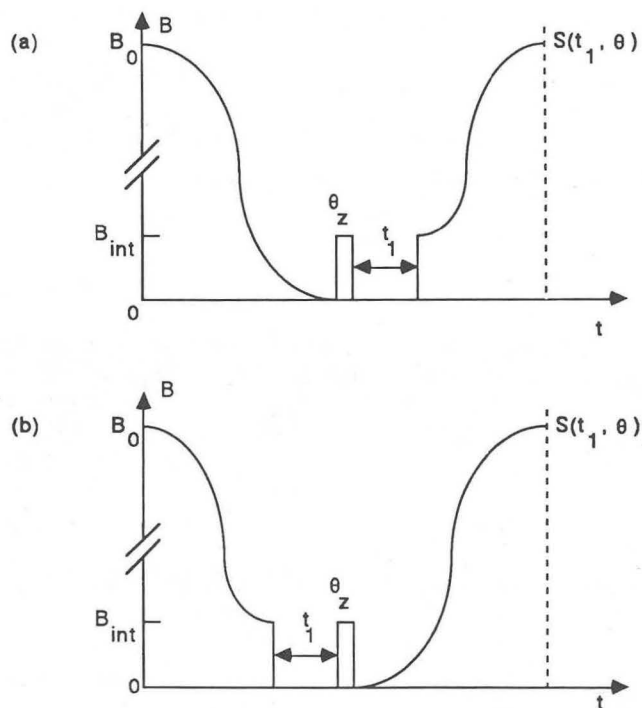 (a)
B
B0
S(t1, θ)
θz
t1
Bint
0
t
(b)
B
B0
S(t1, θ)
θz
t1
Bint
0
t